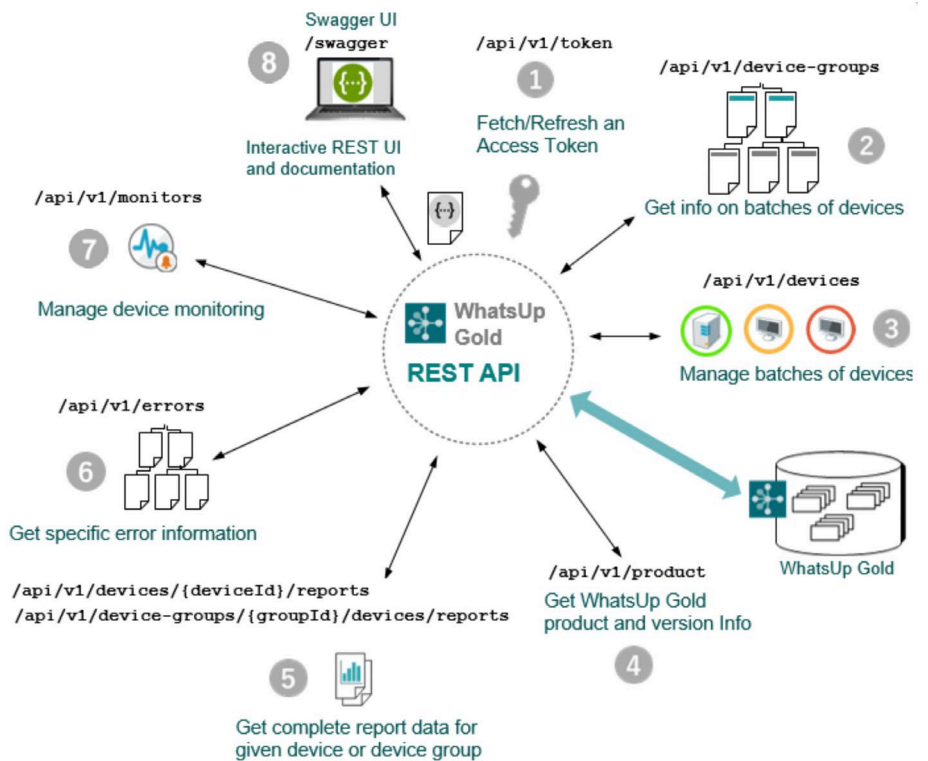 Swagger UI
/swagger
8
{···}
Interactive REST UI
and documentation
/api/v1/token
1
Fetch/Refresh an
Access Token
/api/v1/device-groups
2
Get info on batches of devices
/api/v1/monitors
7
Manage device monitoring
{···}
WhatsUp
Gold
REST API
/api/v1/devices
3
Manage batches of devices
/api/v1/errors
6
Get specific error information
WhatsUp Gold
/api/v1/devices/{deviceId}/reports
/api/v1/device-groups/{groupId}/devices/reports
5
Get complete report data for
given device or device group
/api/v1/product
Get WhatsUp Gold
product and version Info
4